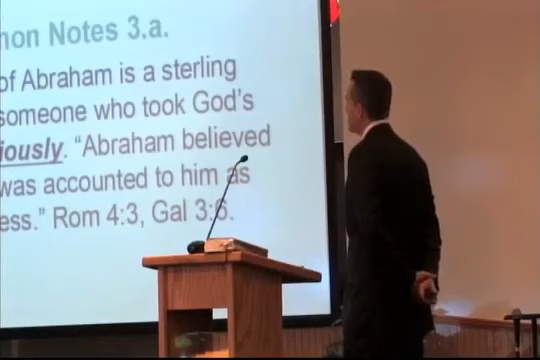 mon Notes 3.a.
of Abraham is a sterling
someone who took God's
iously. "Abraham believed
was accounted to him as
ess." Rom 4:3, Gal 3:6.